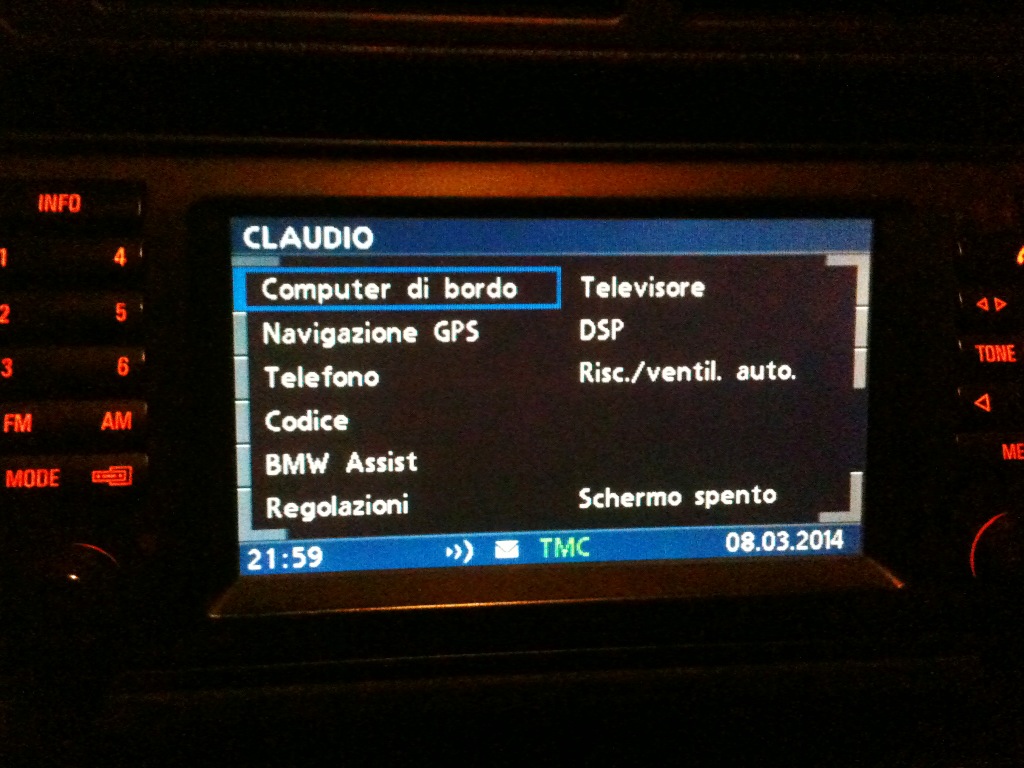 INFO
1 4
2 5
3 6
FM AM
MODE
CLAUDIO
Computer di bordo
Navigazione GPS
Telefono
Codice
BMW Assist
Regolazioni
Televisore
DSP
Risc./ventil. auto.
Schermo spento
21:59 TMC 08.03.2014
TONE
ME